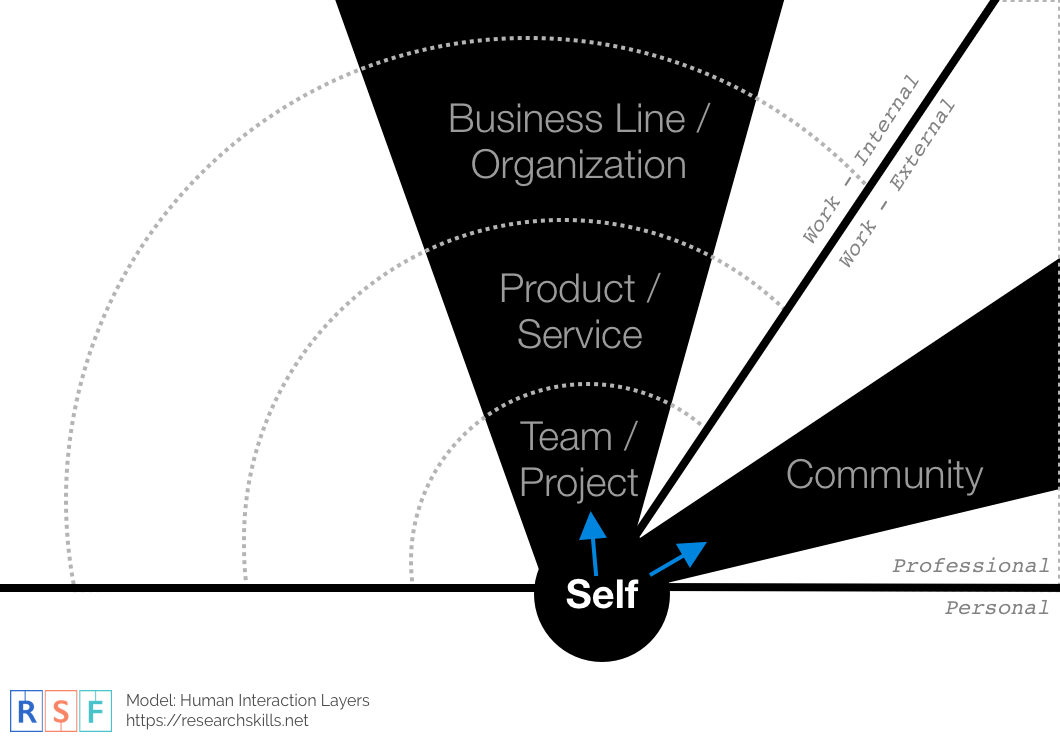 Business Line /
Organization
Work - Internal
Work - External
Product /
Service
Team /
Project
Community
Professional
Self
Personal
RSF
Model: Human Interaction Layers
https://researchskills.net